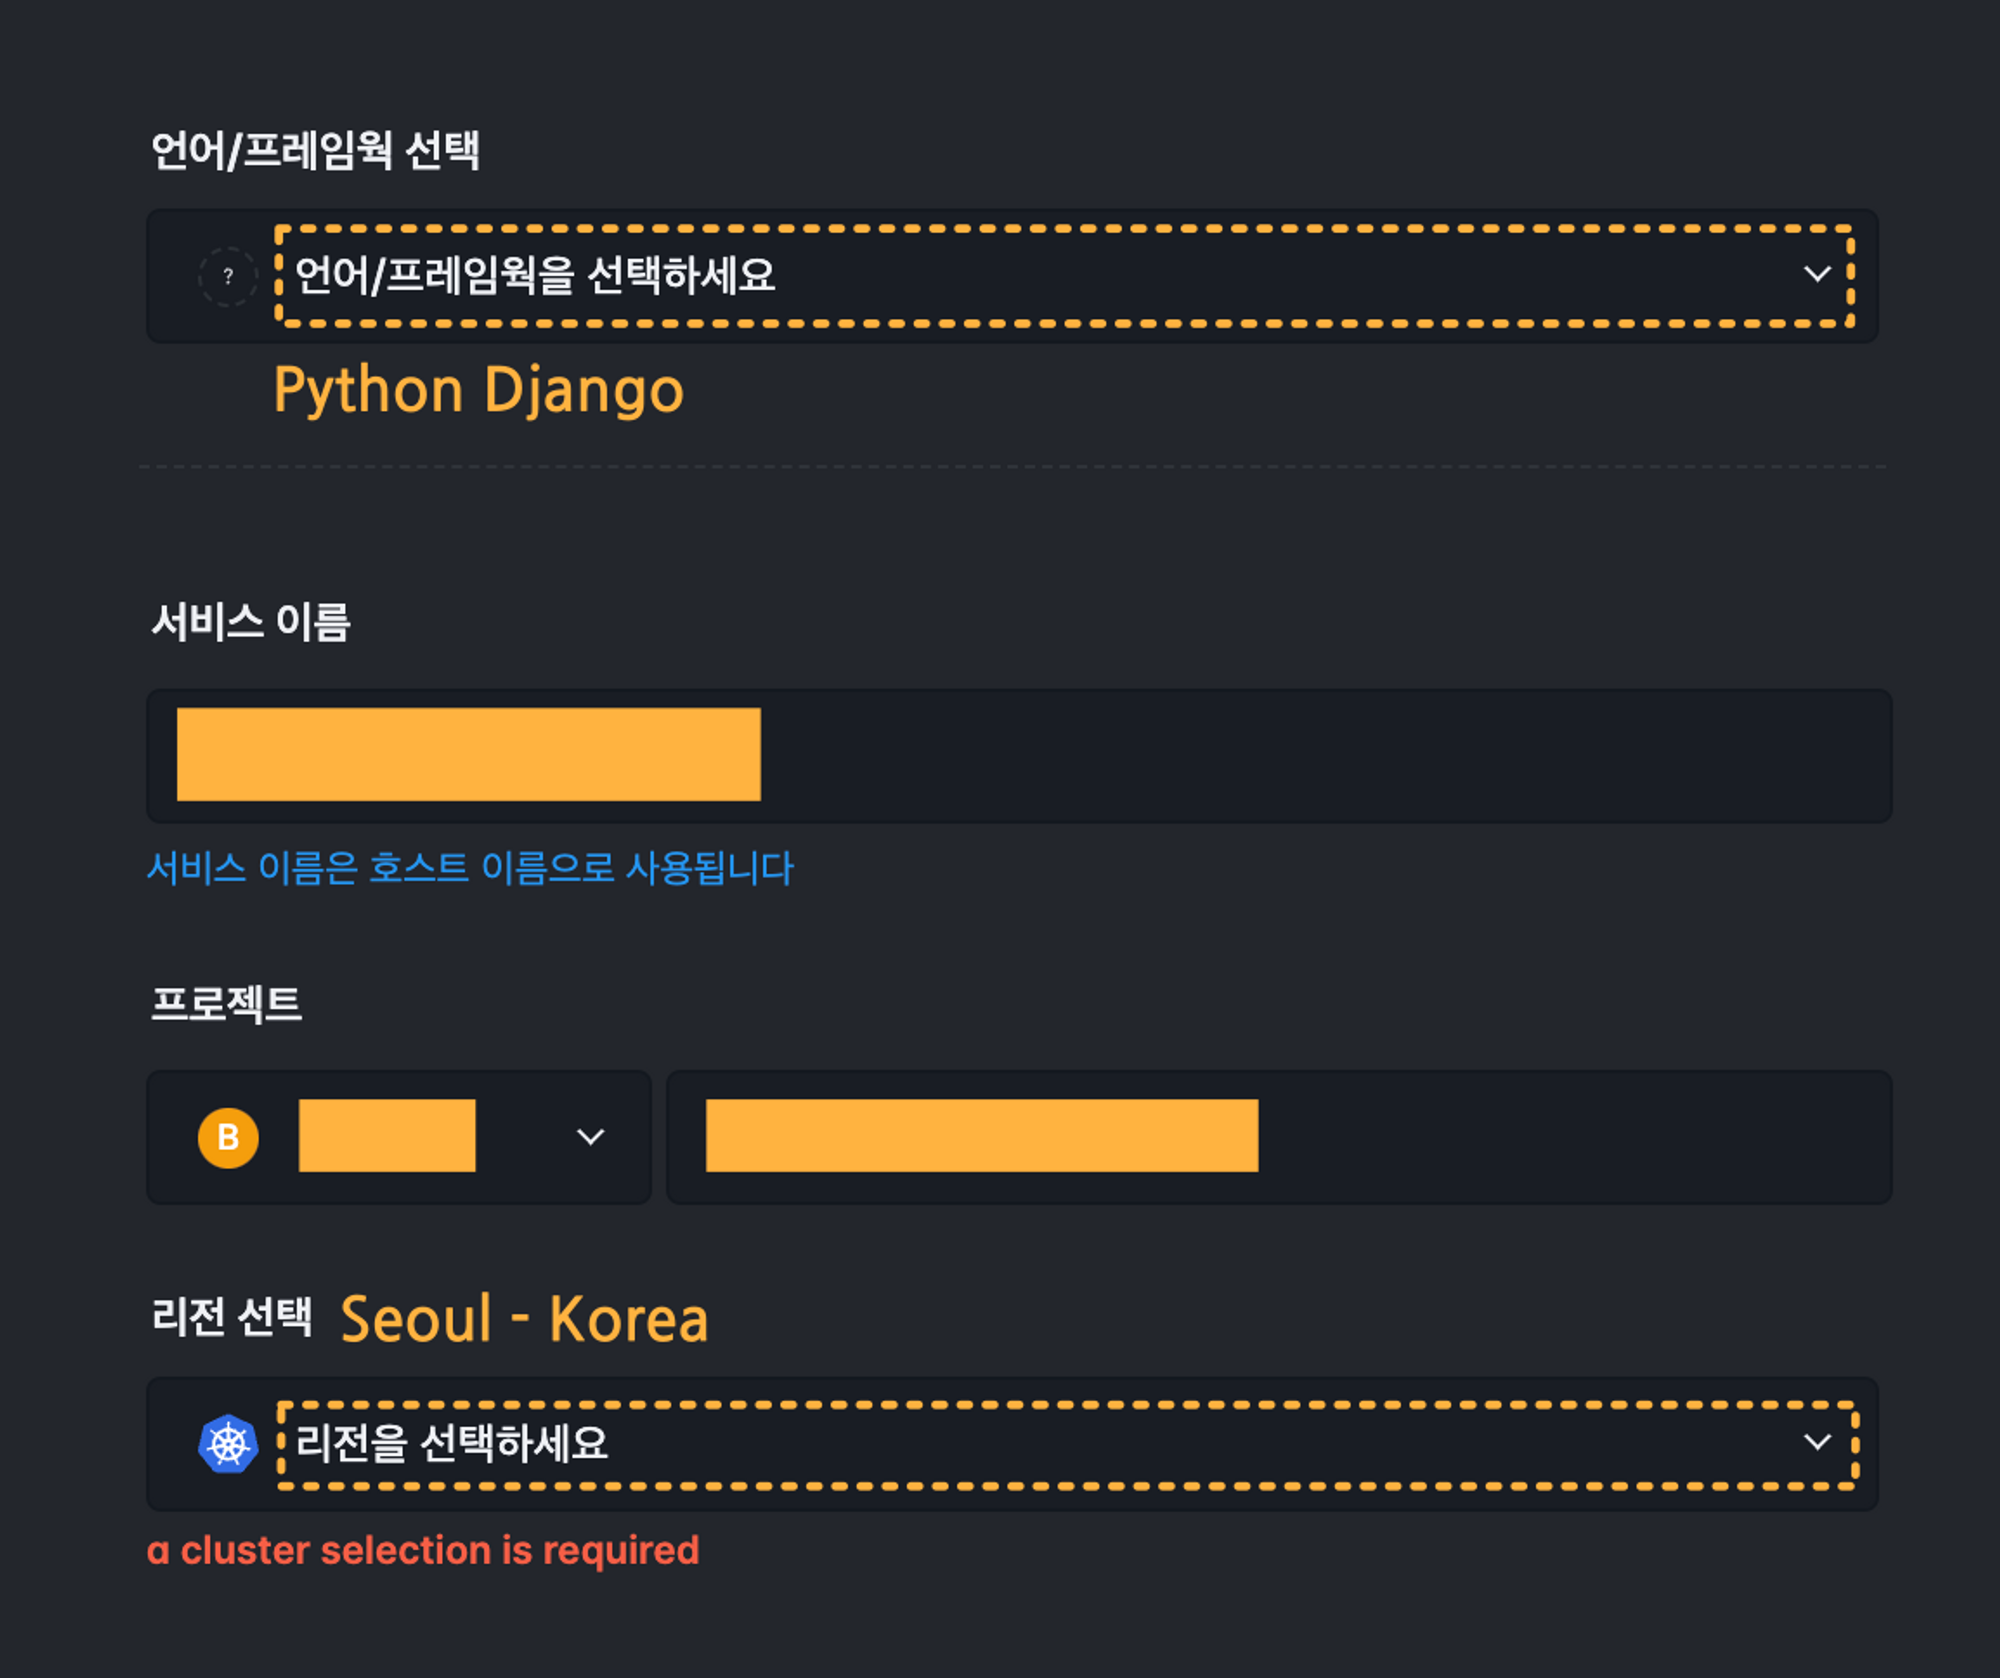 언어/프레임웍 선택
?
언어/프레임웍을 선택하세요
Python Django
서비스 이름
서비스 이름은 호스트 이름으로 사용됩니다
프로젝트
B
리전 선택 Seoul - Korea
리전을 선택하세요
a cluster selection is required